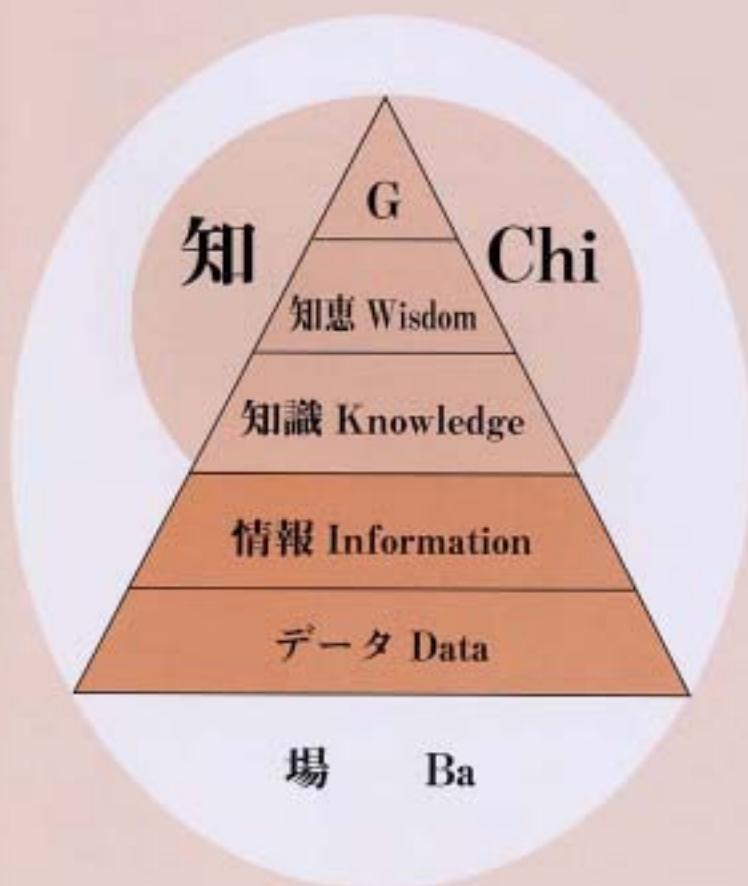 G
知 Chi
知恵 Wisdom
知識 Knowledge
情報 Information
データ Data
場 Ba